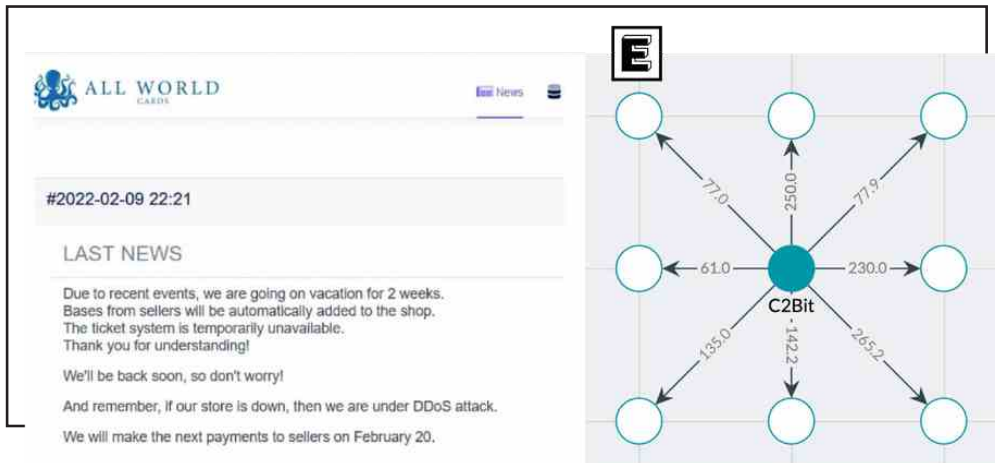 ALL WORLD
CARDS
News
#2022-02-09 22:21
LAST NEWS
Due to recent events, we are going on vacation for 2 weeks.
Bases from sellers will be automatically added to the shop.
The ticket system is temporarily unavailable.
Thank you for understanding!
We'll be back soon, so don't worry!
And remember, if our store is down, then we are under DDoS attack.
We will make the next payments to sellers on February 20.
E
77.0
250.0
77.9
61.0
230.0
C2Bit
135.0
142.2
265.2